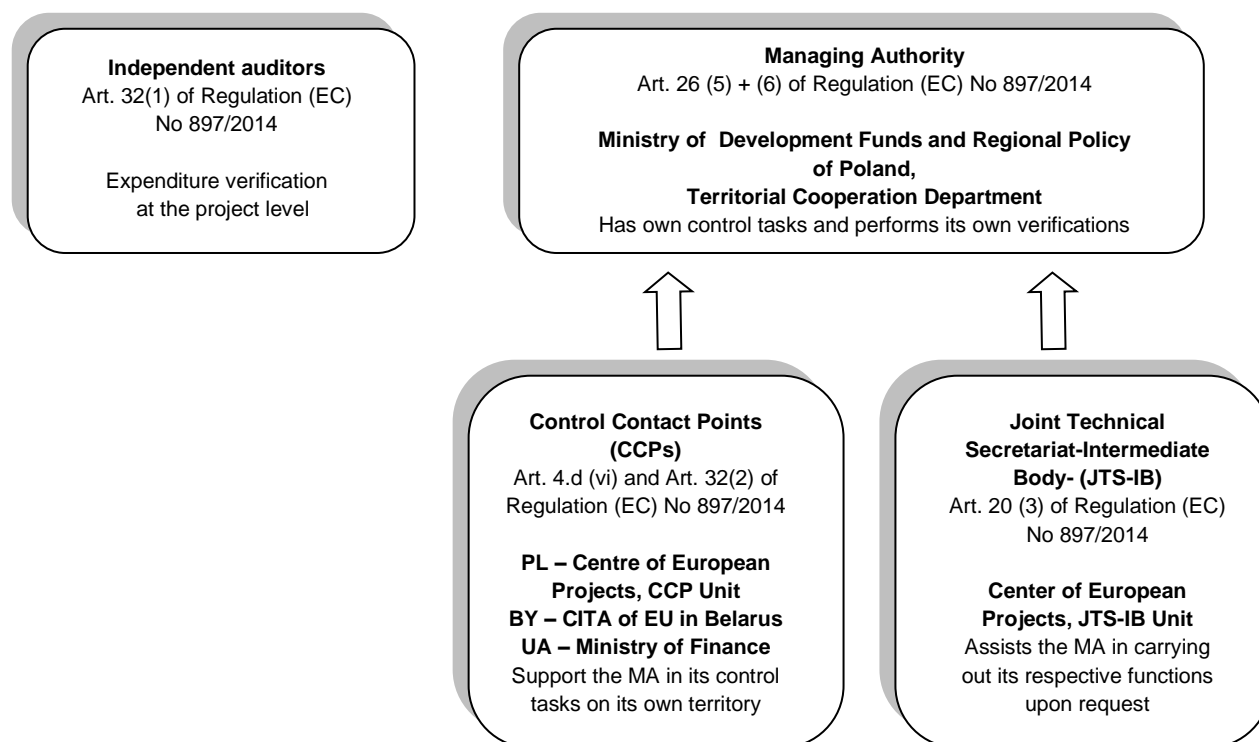 Independent auditors
Art. 32(1) of Regulation (EC)
No 897/2014
Expenditure verification
at the project level
Managing Authority
Art. 26 (5) + (6) of Regulation (EC) No 897/2014
Ministry of  Development Funds and Regional Policy
of Poland,
Territorial Cooperation Department
Has own control tasks and performs its own verifications
Control Contact Points
(CCPs)
Art. 4.d (vi) and Art. 32(2) of
Regulation (EC) No 897/2014
PL – Centre of European
Projects, CCP Unit
BY – CITA of EU in Belarus
UA – Ministry of Finance
Support the MA in its control
tasks on its own territory
Joint Technical
Secretariat-Intermediate
Body- (JTS-IB)
Art. 20 (3) of Regulation (EC)
No 897/2014
Center of European
Projects, JTS-IB Unit
Assists the MA in carrying
out its respective functions
upon request